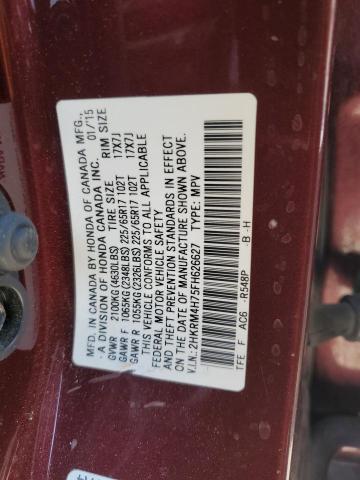 MFD. IN CANADA BY HONDA OF CANADA MFG.,
- A DIVISION OF HONDA CANADA INC. 01/'15
TIRE SIZE RIM SIZE
GVWR 2100KG(4630LBS)
GAWR F 1065KG(2348LBS) 225/65R17 102T 17X7J
GAWR R 1055KG(2326LBS) 225/65R17 102T 17X7J
THIS VEHICLE CONFORMS TO ALL APPLICABLE
FEDERAL MOTOR VEHICLE SAFETY
AND THEFT PREVENTION STANDARDS IN EFFECT
ON THE DATE OF MANUFACTURE SHOWN ABOVE.
V.I.N.: 2HKRM4H75FH626627 TYPE: MPV
TFE F AC6 -R548P -B -H